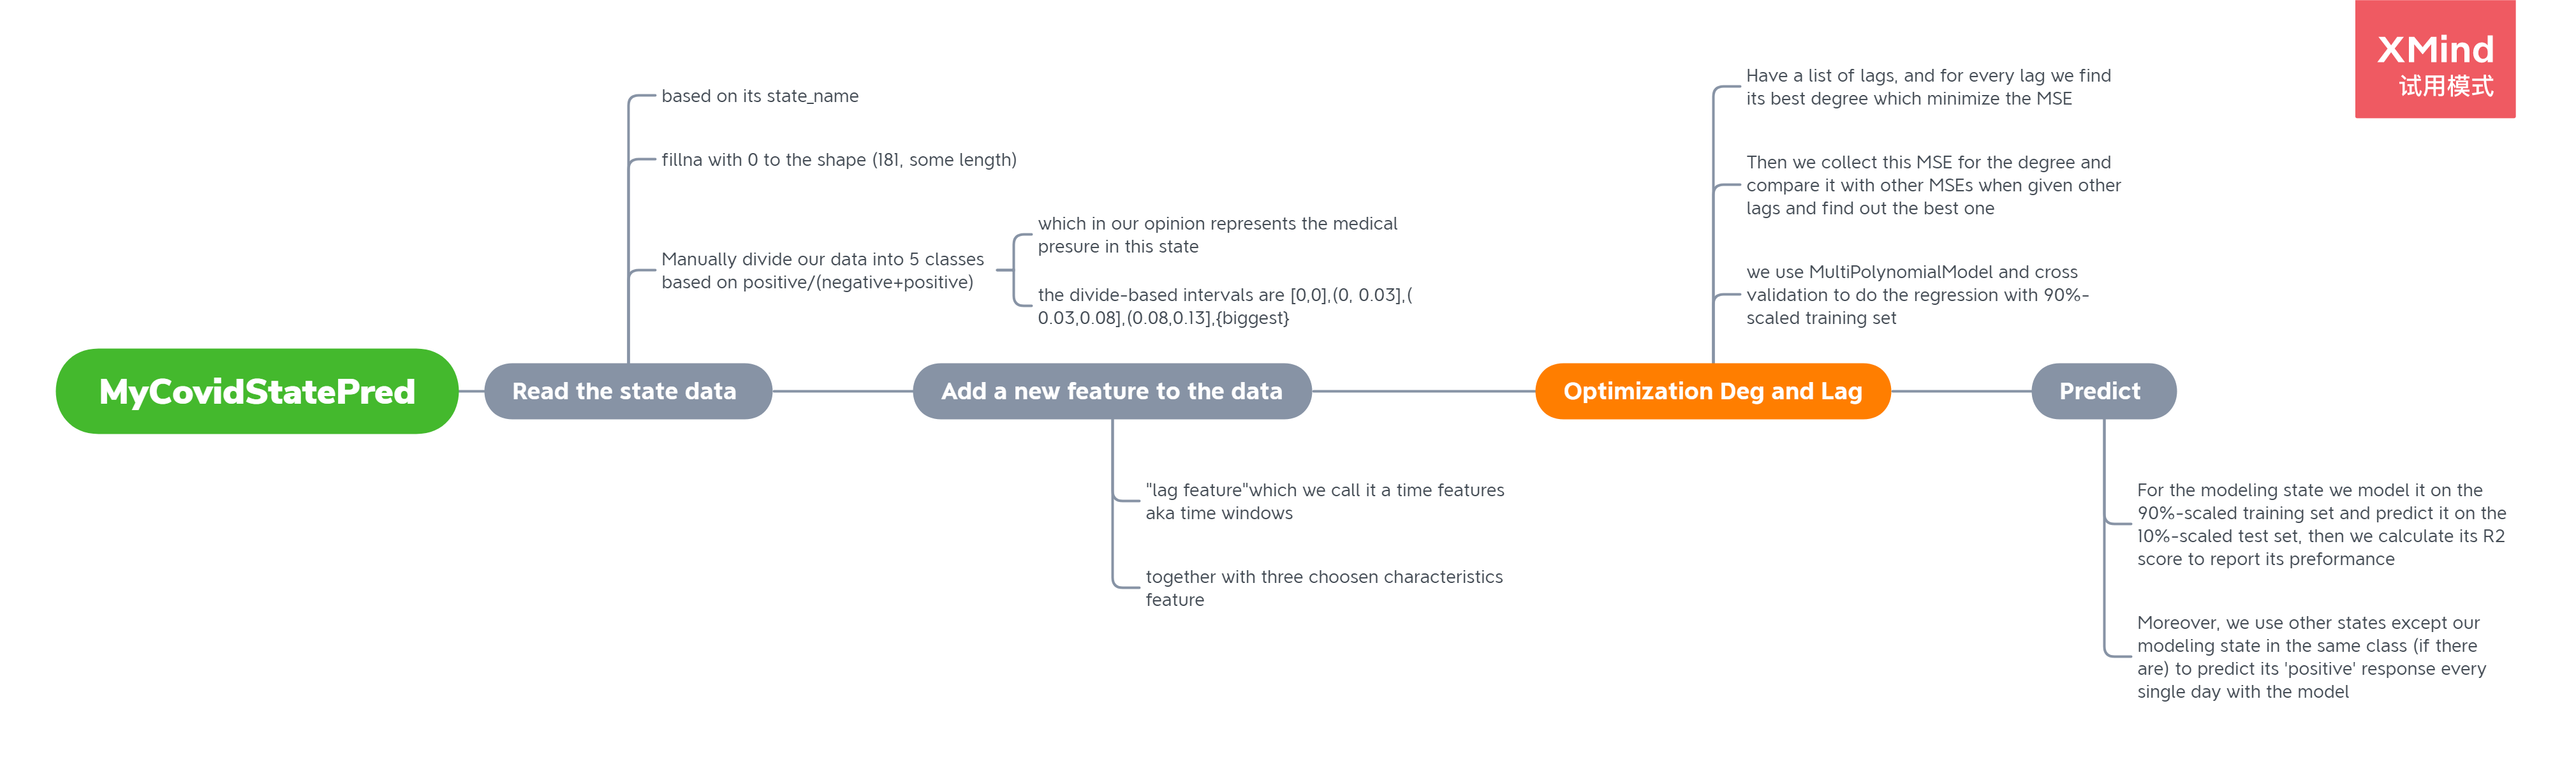 XMind
试用模式
based on its state_name
fillna with 0 to the shape (181, some length)
Manually divide our data into 5 classes
based on positive/(negative+positive)
which in our opinion represents the medical
presure in this state
the divide-based intervals are [0,0],(0, 0.03],(
0.03,0.08],(0.08,0.13],{biggest}
Have a list of lags, and for every lag we find
its best degree which minimize the MSE
Then we collect this MSE for the degree and
compare it with other MSEs when given other
lags and find out the best one
we use MultiPolynomialModel and cross
validation to do the regression with 90%-
scaled training set
MyCovidStatePred
Read the state data
Add a new feature to the data
Optimization Deg and Lag
Predict
"lag feature"which we call it a time features
aka time windows
together with three choosen characteristics
feature
For the modeling state we model it on the
90%-scaled training set and predict it on the
10%-scaled test set, then we calculate its R2
score to report its preformance
Moreover, we use other states except our
modeling state in the same class (if there
are) to predict its 'positive' response every
single day with the model